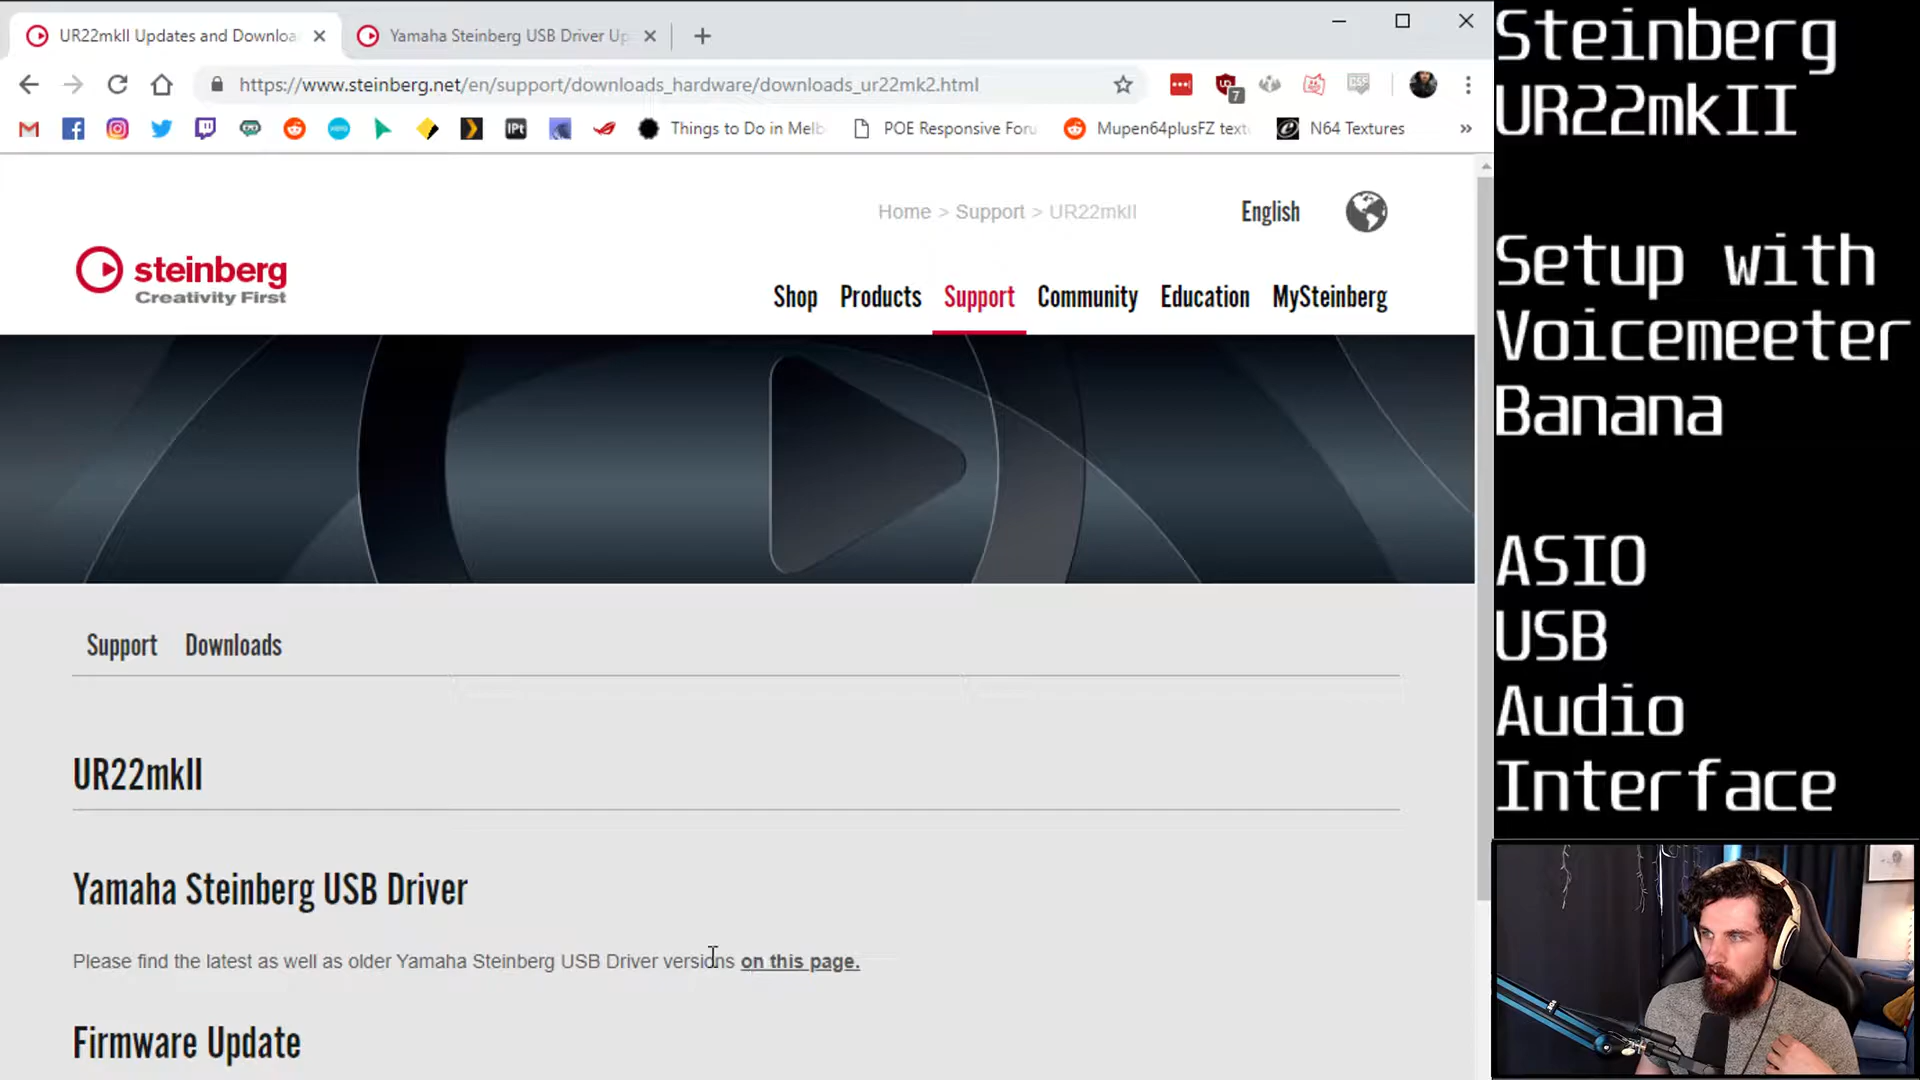 UR22mkII Updates and Downloa
Yamaha Steinberg USB Driver Up
https://www.steinberg.net/en/support/downloads_hardware/downloads_ur22mk2.html
7
IPt
Things to Do in Melb
POE Responsive Foru
Mupen64plusFZ text
N64 Textures
Home > Support > UR22mkII
English
steinberg
Creativity First
Shop
Products
Support
Community
Education
MySteinberg
Support
Downloads
UR22mkII
Yamaha Steinberg USB Driver
Please find the latest as well as older Yamaha Steinberg USB Driver versions on this page.
Firmware Update
Steinberg
UR22mkII
Setup with
Voicemeeter
Banana
ASIO
USB
Audio
Interface